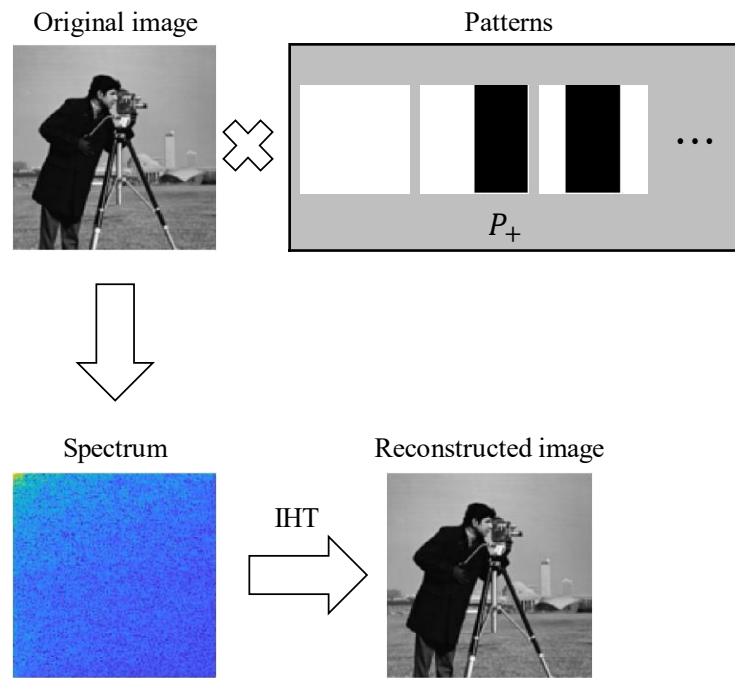 Original image
Patterns
...
P₊
Spectrum
Reconstructed image
IHT